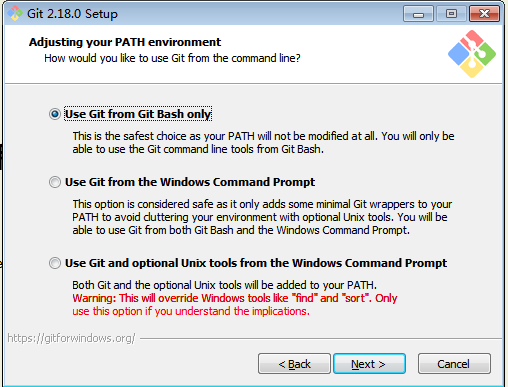 Git 2.18.0 Setup
Adjusting your PATH environment
How would you like to use Git from the command line?
Use Git from Git Bash only
This is the safest choice as your PATH will not be modified at all. You will only
be able to use the Git command line tools from Git Bash.
Use Git from the Windows Command Prompt
This option is considered safe as it only adds some minimal Git wrappers to your
PATH to avoid cluttering your environment with optional Unix tools. You will be
able to use Git from both Git Bash and the Windows Command Prompt.
Use Git and optional Unix tools from the Windows Command Prompt
Both Git and the optional Unix tools will be added to your PATH.
Warning: This will override Windows tools like "find" and "sort". Only
use this option if you understand the implications.
https://gitforwindows.org/
< Back
Next >
Cancel